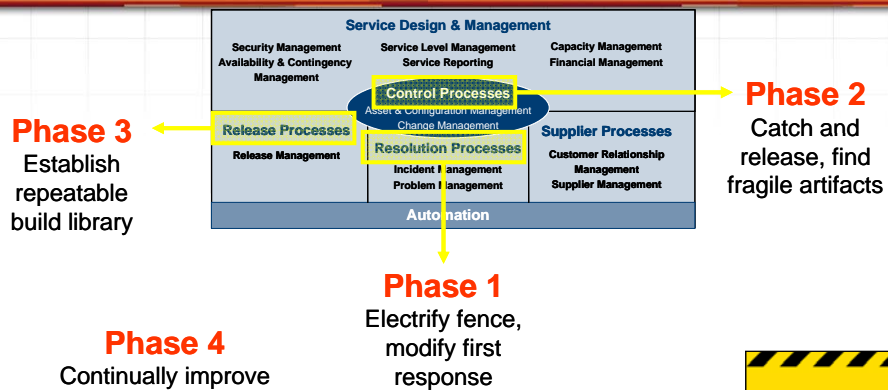 Service Design & Management
Security Management
Availability & Contingency
Management
Service Level Management
Service Reporting
Capacity Management
Financial Management
Control Processes
Asset & Configuration Management
Change Management
Release Processes
Release Management
Resolution Processes
Incident Management
Problem Management
Supplier Processes
Customer Relationship
Management
Supplier Management
Automation
Phase 2
Catch and
release, find
fragile artifacts
Phase 3
Establish
repeatable
build library
Phase 1
Electrify fence,
modify first
response
Phase 4
Continually improve